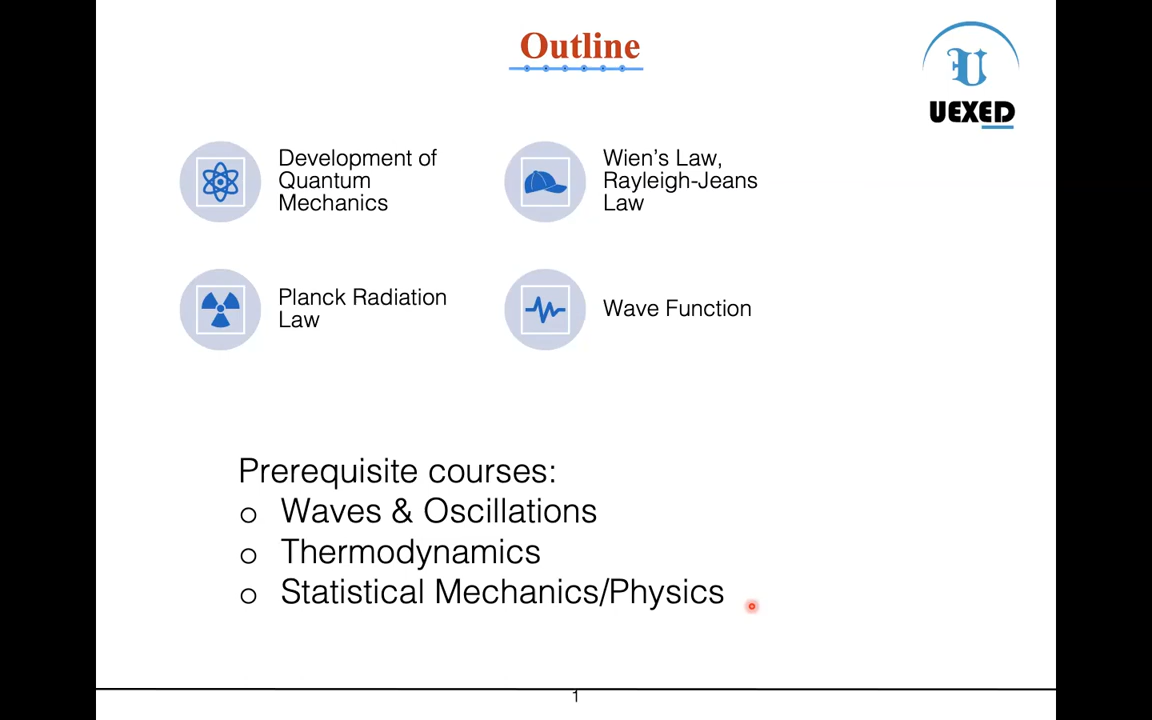 Outline
UEXED
Development of
Quantum
Mechanics
Wien's Law,
Rayleigh-Jeans
Law
Planck Radiation
Law
Wave Function
Prerequisite courses:
o Waves & Oscillations
o Thermodynamics
o Statistical Mechanics/Physics
1